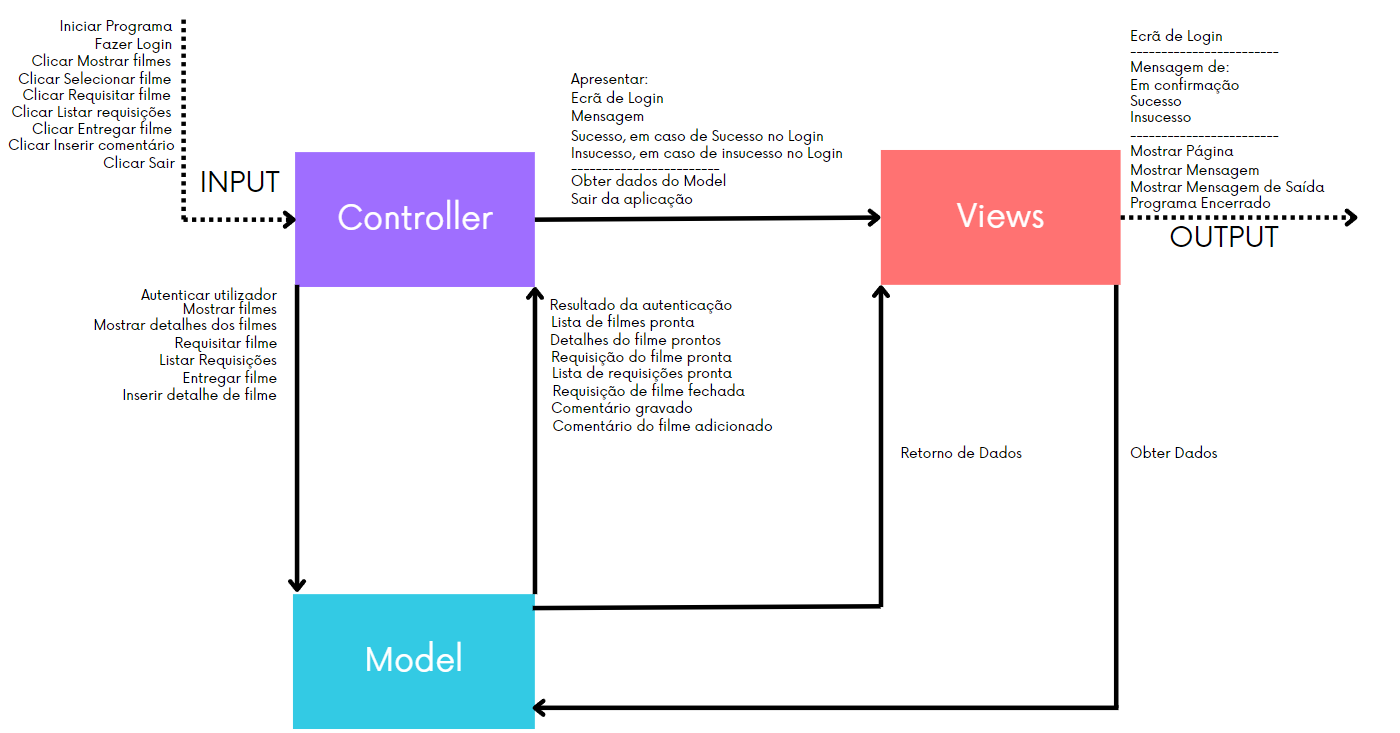 Iniciar Programa
Fazer Login
Clicar Mostrar filmes
Clicar Selecionar filme
Clicar Requisitar filme
Clicar Listar requisições
Clicar Entregar filme
Clicar Inserir comentário
Clicar Sair
INPUT
Controller
Apresentar:
Ecrã de Login
Mensagem
Sucesso, em caso de Sucesso no Login
Insucesso, em caso de insucesso no Login
------------------------
Obter dados do Model
Sair da aplicação
Views
Ecrã de Login
------------------------
Mensagem de:
Em confirmação
Sucesso
Insucesso
------------------------
Mostrar Página
Mostrar Mensagem
Mostrar Mensagem de Saída
Programa Encerrado
OUTPUT
Autenticar utilizador
Mostrar filmes
Mostrar detalhes dos filmes
Requisitar filme
Listar Requisições
Entregar filme
Inserir detalhe de filme
Resultado da autenticação
Lista de filmes pronta
Detalhes do filme prontos
Requisição do filme pronta
Lista de requisições pronta
Requisição de filme fechada
Comentário gravado
Comentário do filme adicionado
Retorno de Dados
Obter Dados
Model